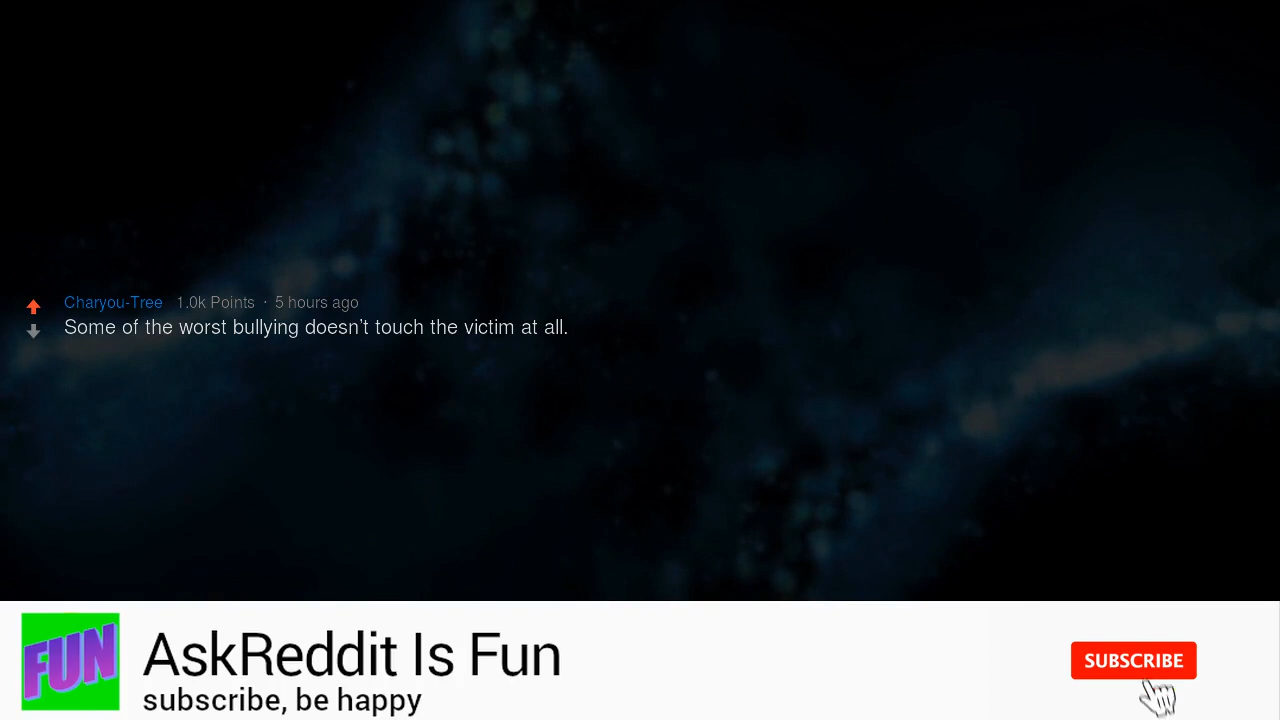 Charyou-Tree 1.0k Points · 5 hours ago
Some of the worst bullying doesn't touch the victim at all.
FUN
AskReddit Is Fun
subscribe, be happy
SUBSCRIBE